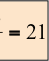 = 21